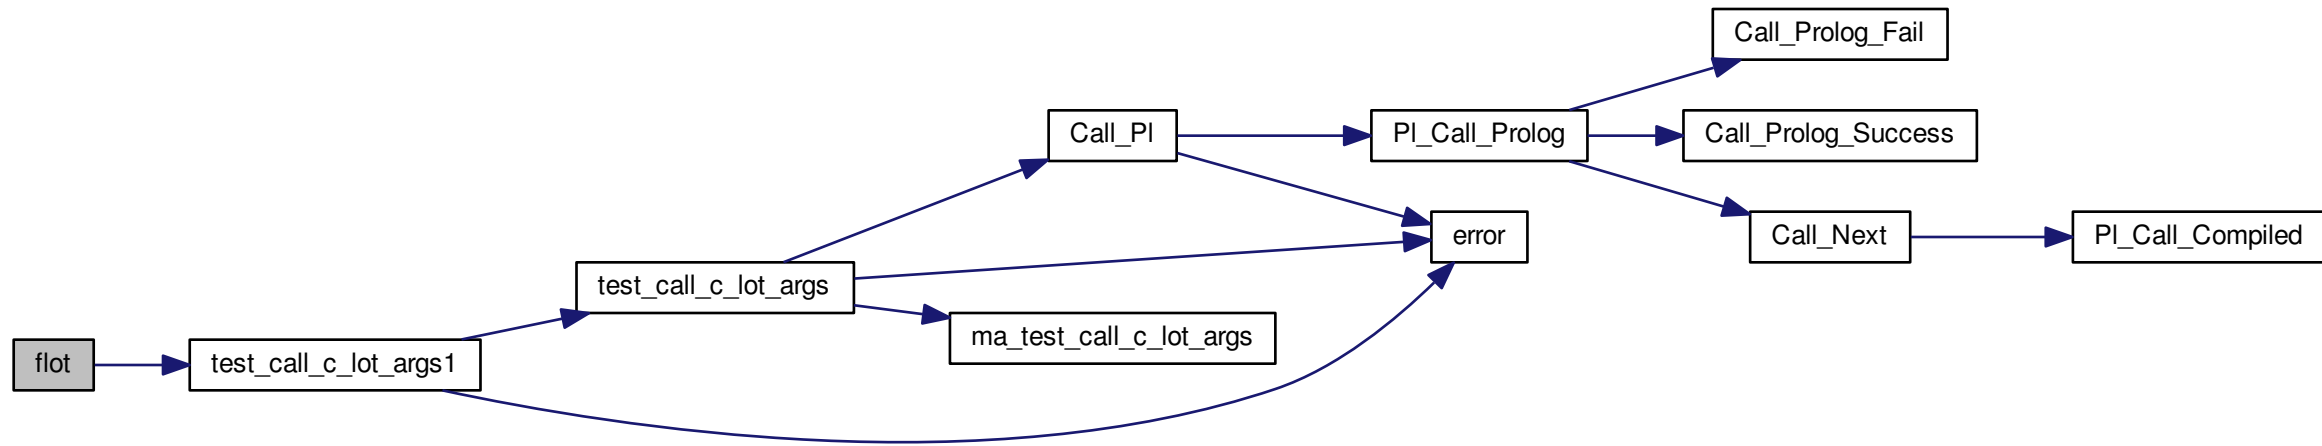 Call_Prolog_Fail
Call_Pl
Pl_Call_Prolog
Call_Prolog_Success
error
Call_Next
Pl_Call_Compiled
test_call_c_lot_args
ma_test_call_c_lot_args
flot
test_call_c_lot_args1